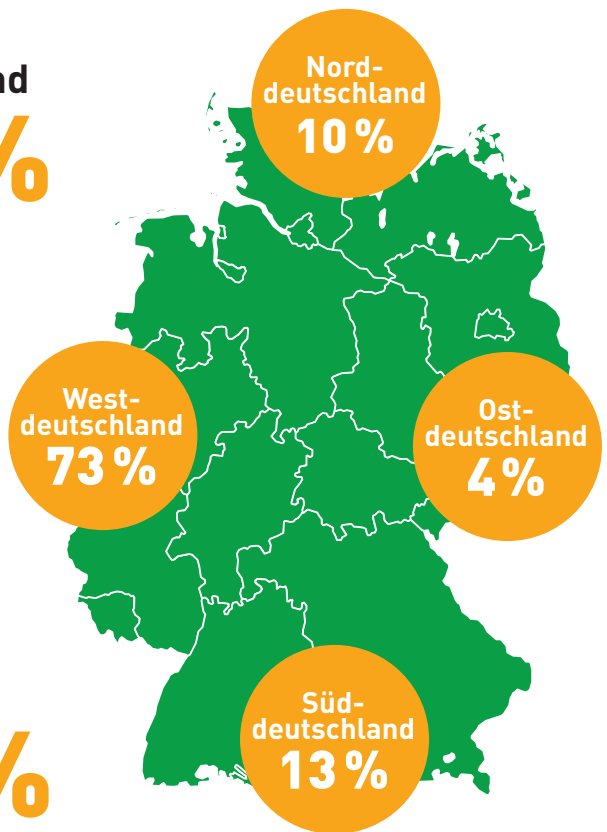 Nord-
deutschland
10 %
nd
%
West-
deutschland
73 %
Ost-
deutschland
4 %
Süd-
deutschland
13 %
%